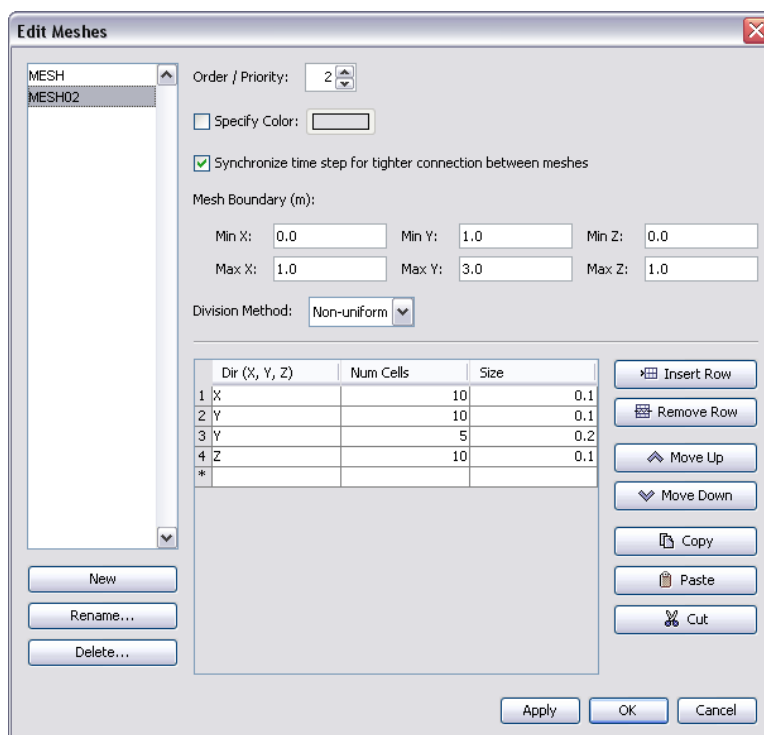 Edit Meshes
MESH
MESH02
Order / Priority: 2
Specify Color:
Synchronize time step for tighter connection between meshes
Mesh Boundary (m):
Min X: 0.0 Min Y: 1.0 Min Z: 0.0
Max X: 1.0 Max Y: 3.0 Max Z: 1.0
Division Method: Non-uniform
Dir (X, Y, Z) Num Cells Size
1 X 10 0.1
2 Y 10 0.1
3 Y 5 0.2
4 Z 10 0.1
*
Insert Row
Remove Row
Move Up
Move Down
Copy
Paste
Cut
New
Rename...
Delete...
Apply OK Cancel